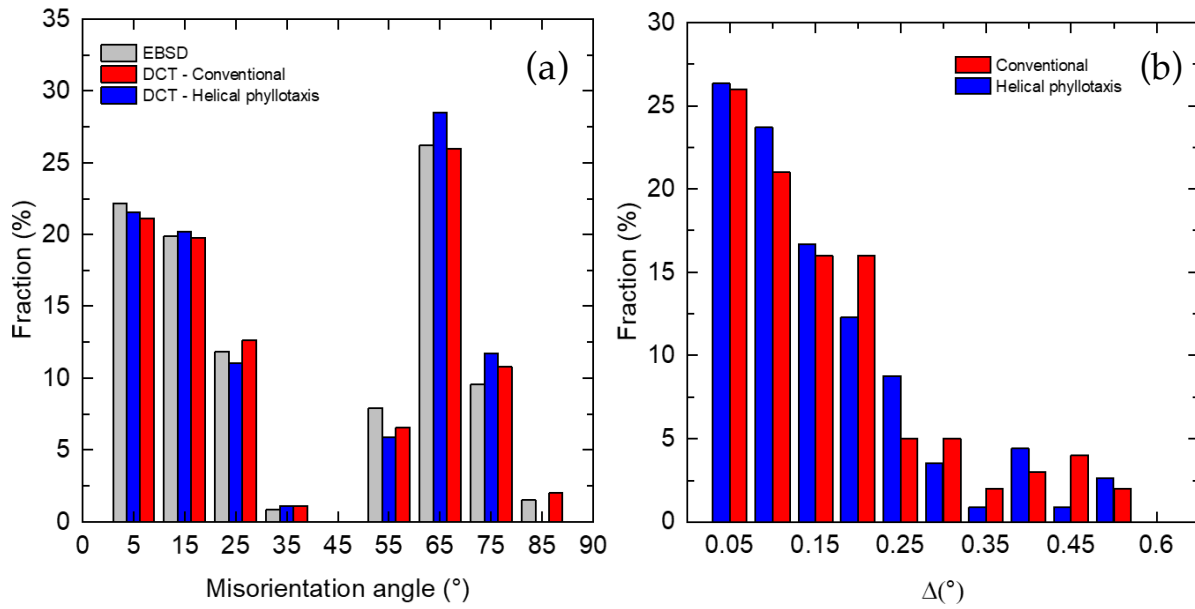 (a)
EBSD
DCT - Conventional
DCT - Helical phyllotaxis
35
30
25
20
15
10
5
0
Fraction (%)
0 5 15 25 35 45 55 65 75 85 90
Misorientation angle (°)
(b)
Conventional
Helical phyllotaxis
30
25
20
15
10
5
0
Fraction (%)
0.05 0.15 0.25 0.35 0.45 0.6
Δ(°)